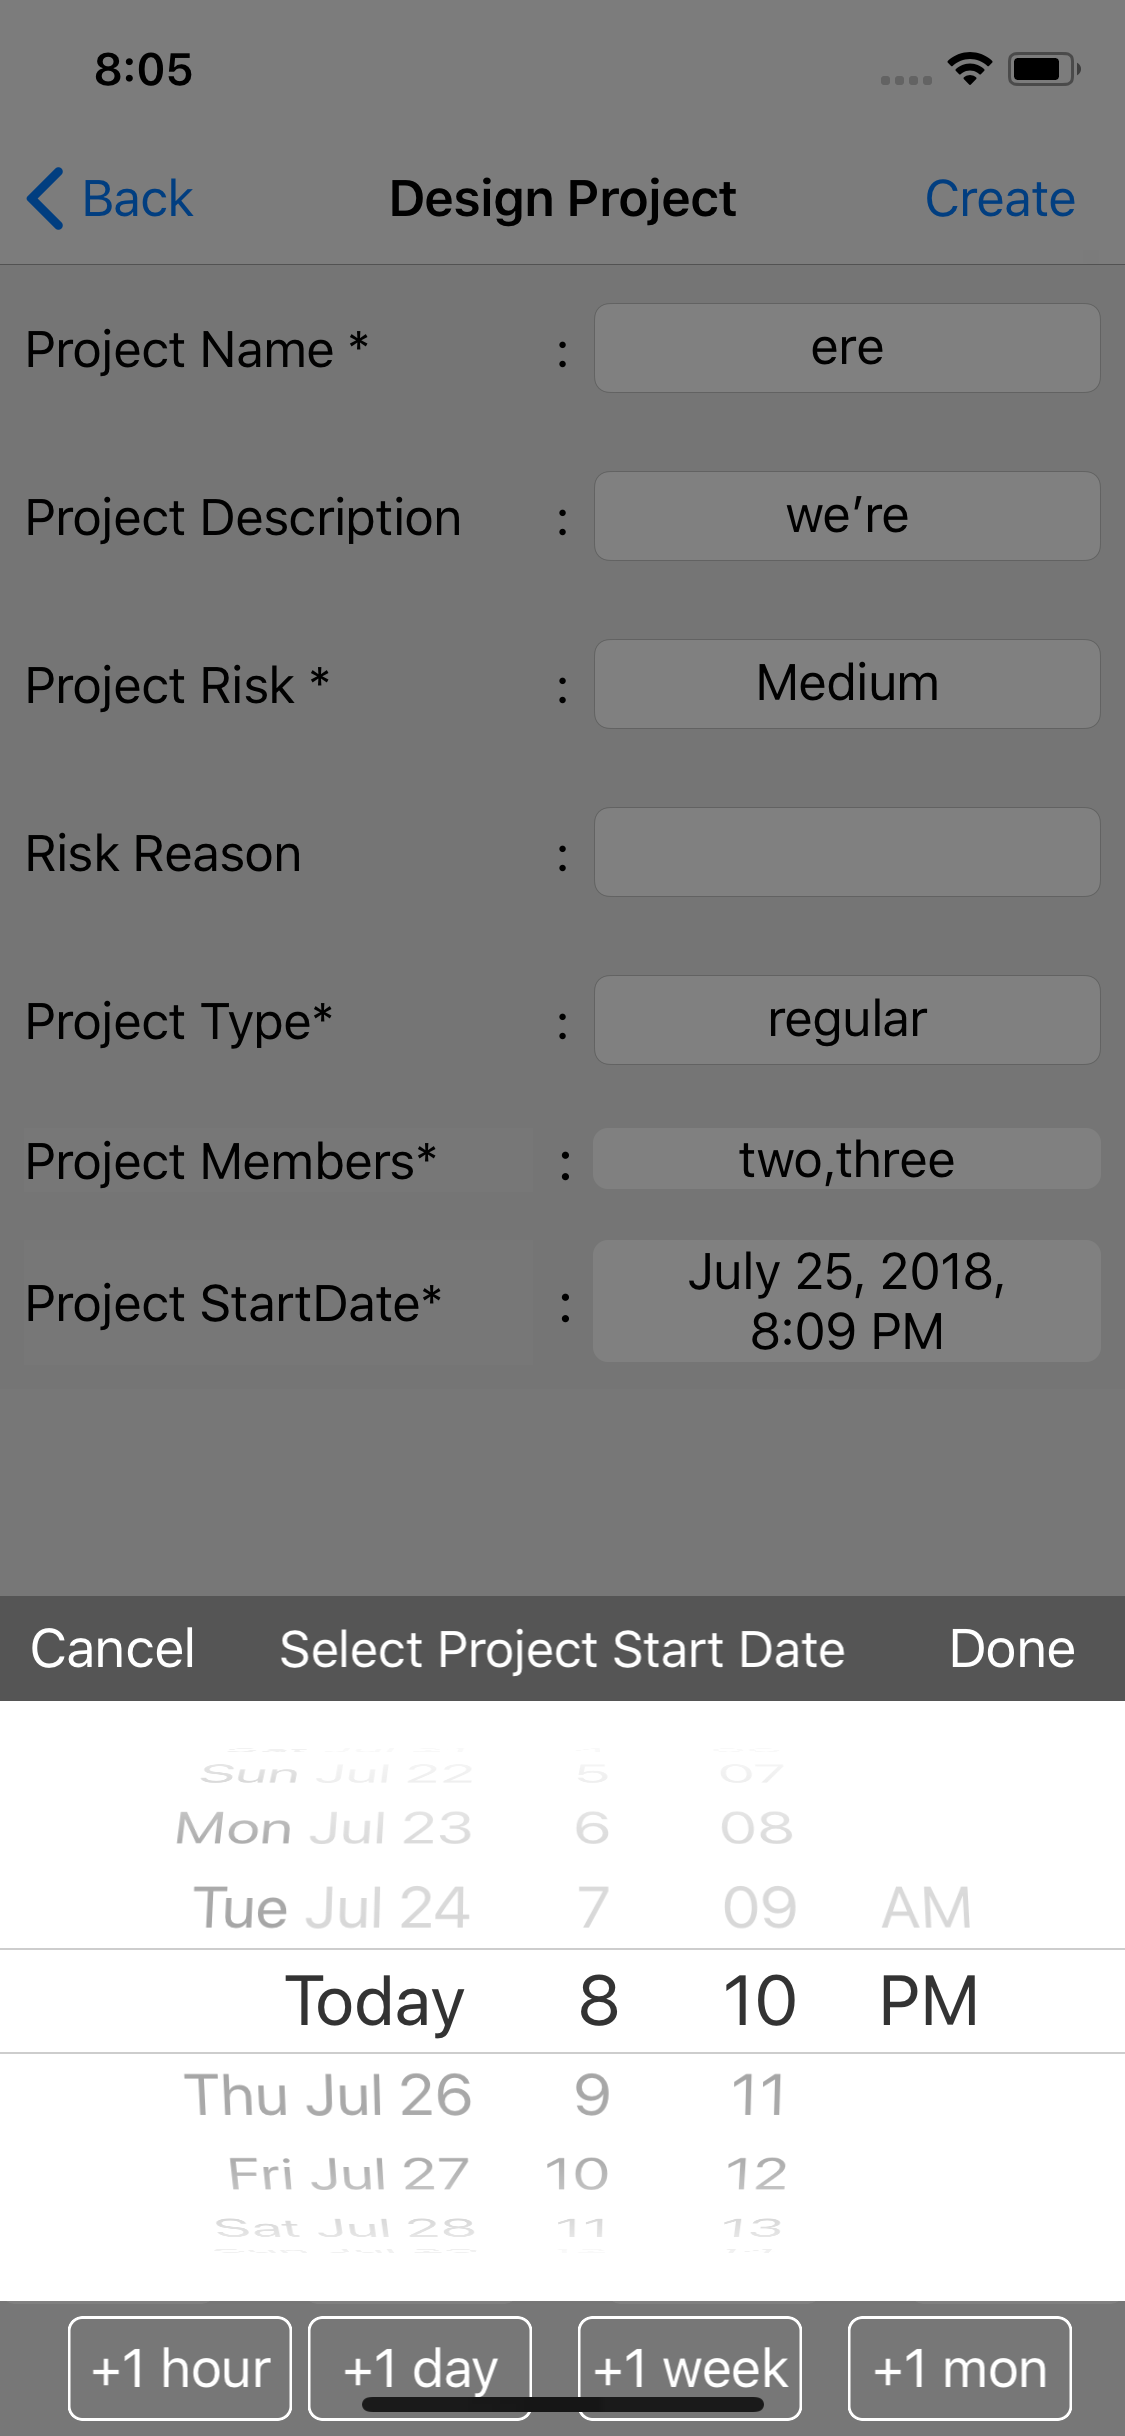 8:05
Back Design Project Create
Project Name * : ere
Project Description : we’re
Project Risk * : Medium
Risk Reason :
Project Type* : regular
Project Members* : two,three
Project StartDate* : July 25, 2018,
8:09 PM
Cancel Select Project Start Date Done
Sun Jul 22 5 07
Mon Jul 23 6 08
Tue Jul 24 7 09 AM
Today 8 10 PM
Thu Jul 26 9 11
Fri Jul 27 10 12
Sat Jul 28 11 13
+1 hour +1 day +1 week +1 mon